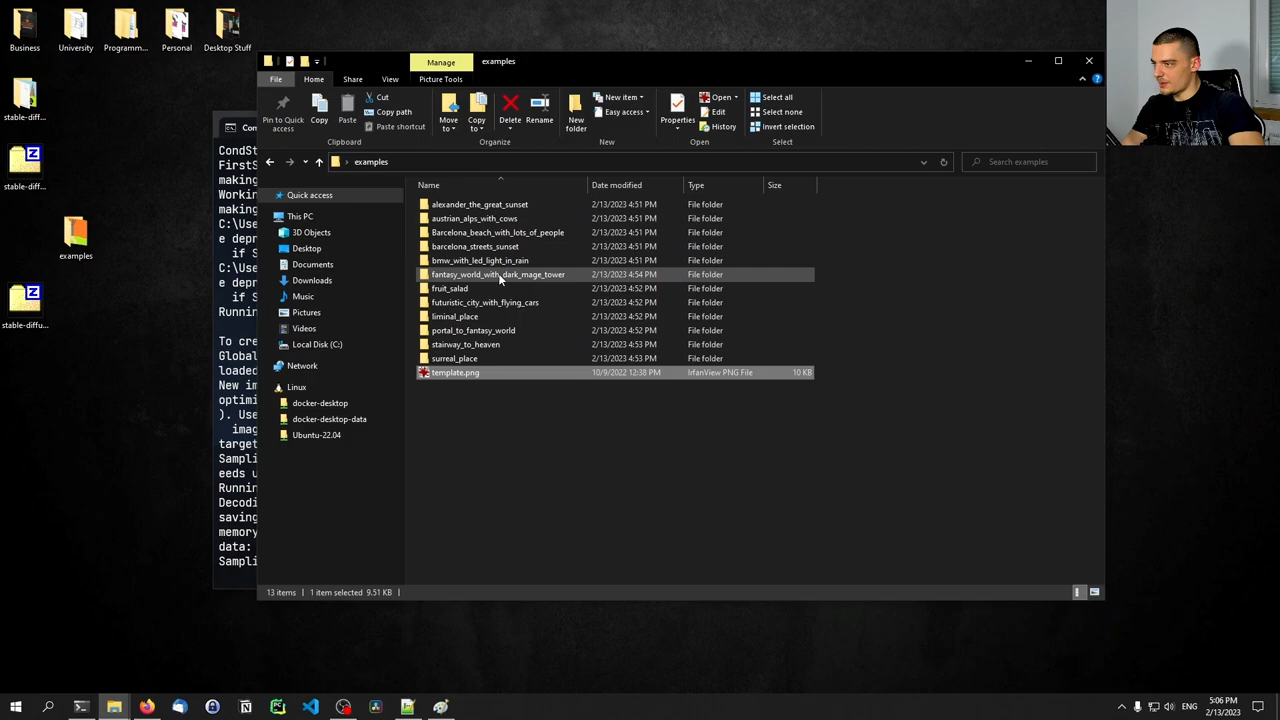 Business
University
Programm...
Personal
Desktop Stuff
stable-diff...
stable-diff...
examples
stable-diffu...
Manage
examples
File
Home
Share
View
Picture Tools
Pin to Quick
access
Copy
Paste
Cut
Copy path
Paste shortcut
Clipboard
Move
to
Copy
to
Delete
Rename
Organize
New
folder
New item
Easy access
New
Properties
Open
Edit
History
Open
Select all
Select none
Invert selection
Select
examples
Search examples
Name
Date modified
Type
Size
Quick access
This PC
3D Objects
Desktop
Documents
Downloads
Music
Pictures
Videos
Local Disk (C:)
Network
Linux
docker-desktop
docker-desktop-data
Ubuntu-22.04
alexander_the_great_sunset 2/13/2023 4:51 PM File folder
austrian_alps_with_cows 2/13/2023 4:51 PM File folder
Barcelona_beach_with_lots_of_people 2/13/2023 4:51 PM File folder
barcelona_streets_sunset 2/13/2023 4:51 PM File folder
bmw_with_led_light_in_rain 2/13/2023 4:51 PM File folder
fantasy_world_with_dark_mage_tower 2/13/2023 4:54 PM File folder
fruit_salad 2/13/2023 4:52 PM File folder
futuristic_city_with_flying_cars 2/13/2023 4:52 PM File folder
liminal_place 2/13/2023 4:52 PM File folder
portal_to_fantasy_world 2/13/2023 4:52 PM File folder
stairway_to_heaven 2/13/2023 4:53 PM File folder
surreal_place 2/13/2023 4:53 PM File folder
template.png 10/9/2022 12:38 PM IrfanView PNG File 10 KB
13 items
1 item selected 9.51 KB
Com
CondSt
FirstS
making
Workin
making
C:\Use
e depr
if S
C:\Use
e depr
if S
Runnin
To cre
Global
loaded
New im
optimi
). Use
imag
target
Sampli
eeds u
Runnin
Decodi
saving
memory
data:
Sampli
ENG
5:06 PM
2/13/2023